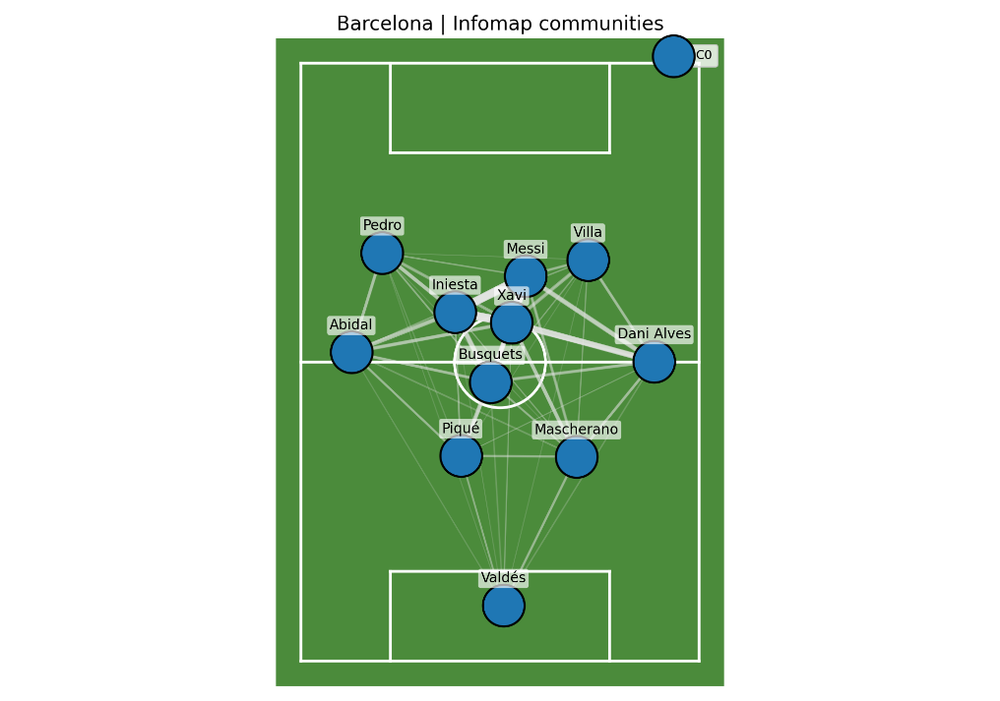 Barcelona | Infomap communities
C0
Pedro
Villa
Messi
Iniesta
Xavi
Abidal
Dani Alves
Busquets
Piqué
Mascherano
Valdés